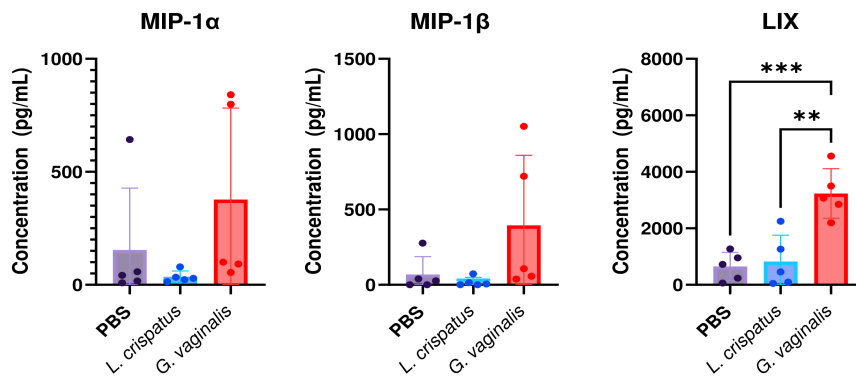 MIP-1α
Concentration (pg/mL)
1000
500
0
PBS
L. crispatus
G. vaginalis
MIP-1β
Concentration (pg/mL)
1500
1000
500
0
PBS
L. crispatus
G. vaginalis
LIX
Concentration (pg/mL)
8000
6000
4000
2000
0
***
**
PBS
L. crispatus
G. vaginalis